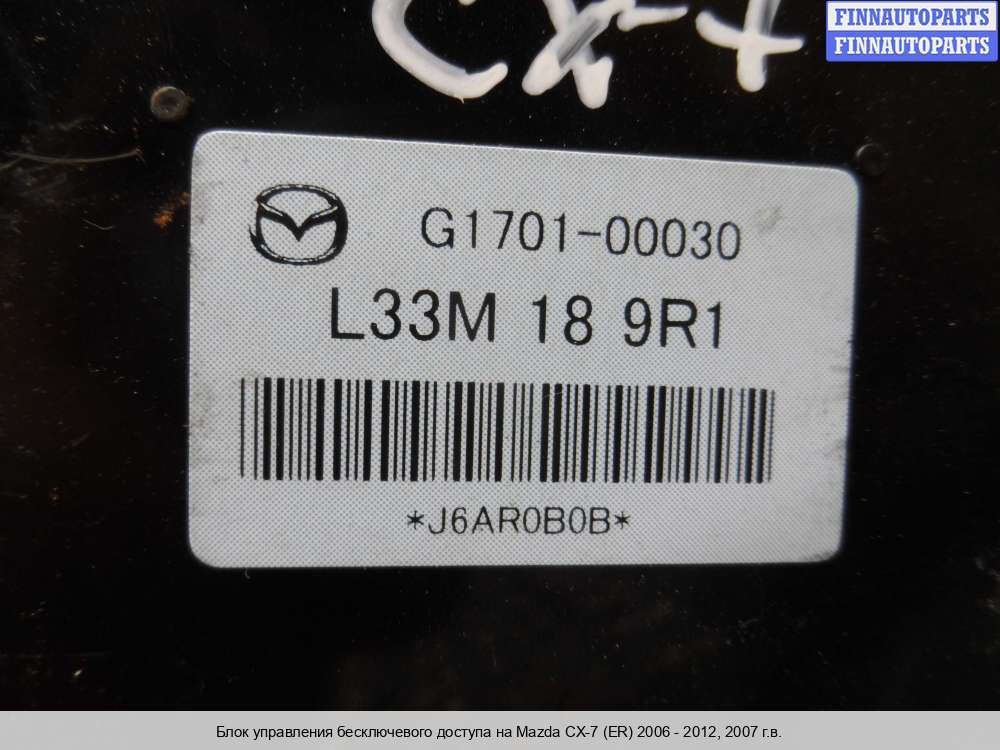 CX-7
FINNAUTOPARTS
FINNAUTOPARTS
G1701-00030
L33M 18 9R1
*J6AR0B0B*
Блок управления бесключевого доступа на Mazda CX-7 (ER) 2006 - 2012, 2007 г.в.